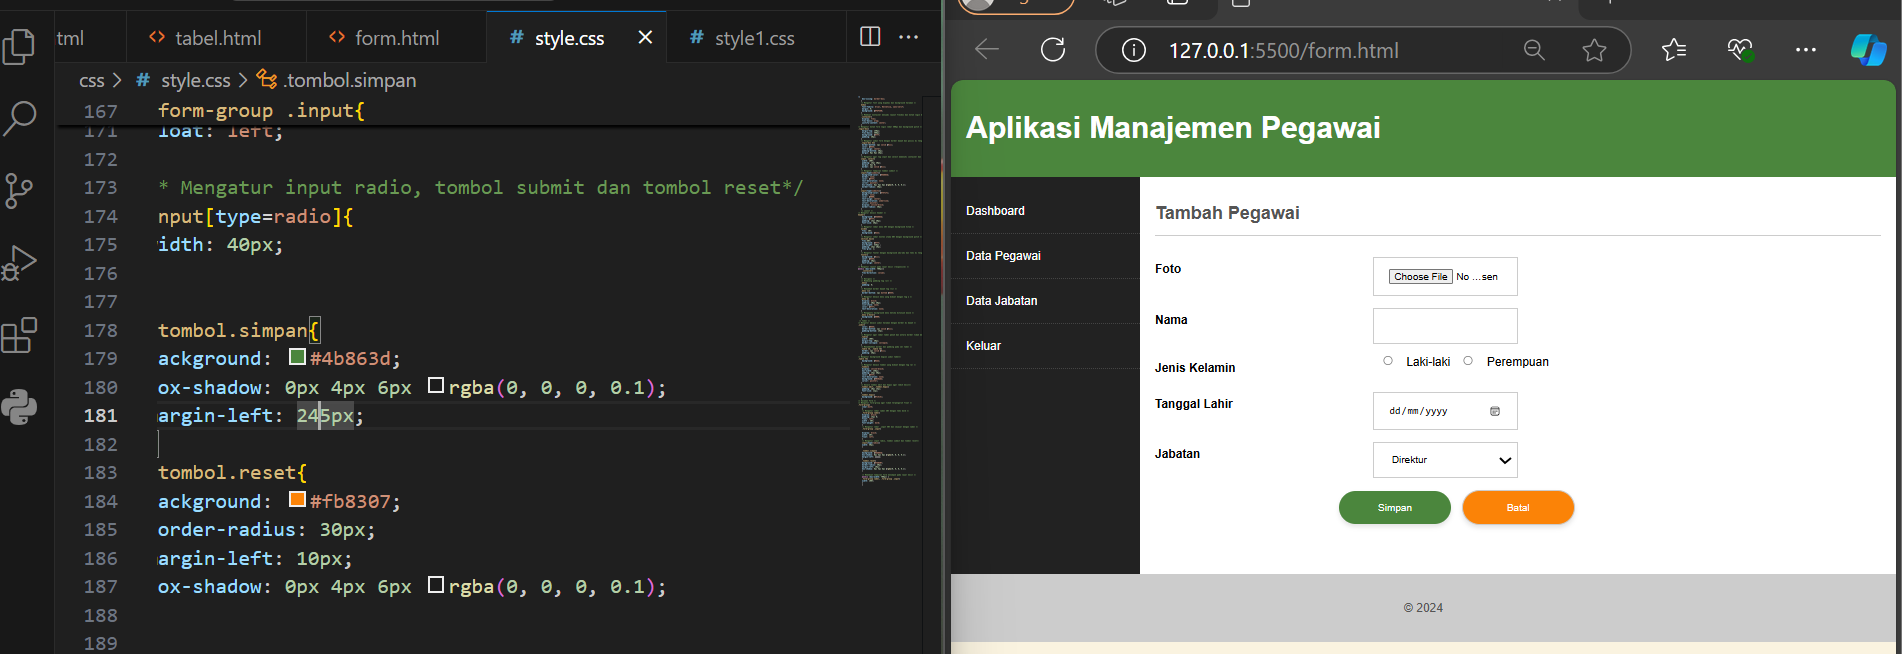 tml
<> tabel.html
<> form.html
# style.css
# style1.css
css > # style.css > .tombol.simpan
167 form-group .input{
171 loat: left;
172
173 * Mengatur input radio, tombol submit dan tombol reset*/
174 nput[type=radio]{
175 idth: 40px;
176
177
178 tombol.simpan{
179 ackground: #4b863d;
180 ox-shadow: 0px 4px 6px rgba(0, 0, 0, 0.1);
181 argin-left: 245px;
182
183 tombol.reset{
184 ackground: #fb8307;
185 order-radius: 30px;
186 argin-left: 10px;
187 ox-shadow: 0px 4px 6px rgba(0, 0, 0, 0.1);
188
189
127.0.0.1:5500/form.html
Aplikasi Manajemen Pegawai
Dashboard
Data Pegawai
Data Jabatan
Keluar
Tambah Pegawai
Foto
Choose File No ...sen
Nama
Jenis Kelamin
Laki-laki
Perempuan
Tanggal Lahir
dd/mm/yyyy
Jabatan
Direktur
Simpan
Batal
© 2024